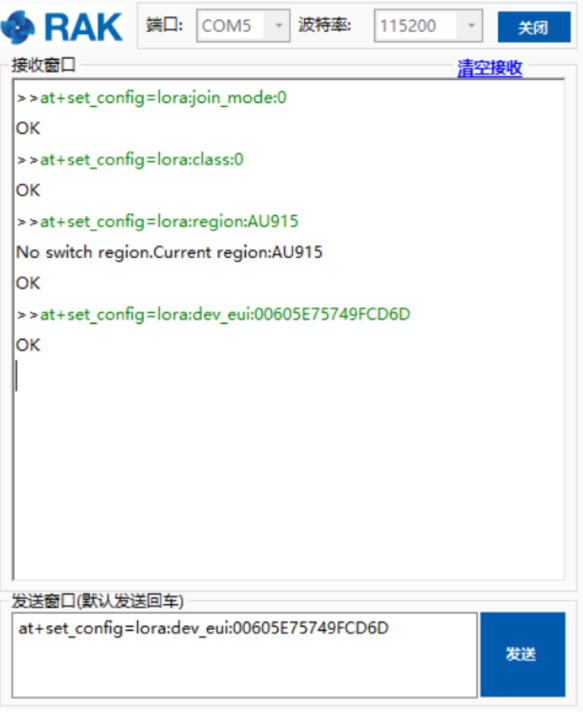 RAK 端口: COM5 波特率: 115200 关闭
接收窗口 清空接收
>>at+set_config=lora:join_mode:0
OK
>>at+set_config=lora:class:0
OK
>>at+set_config=lora:region:AU915
No switch region.Current region:AU915
OK
>>at+set_config=lora:dev_eui:00605E75749FCD6D
OK
发送窗口(默认发送回车)
at+set_config=lora:dev_eui:00605E75749FCD6D
发送